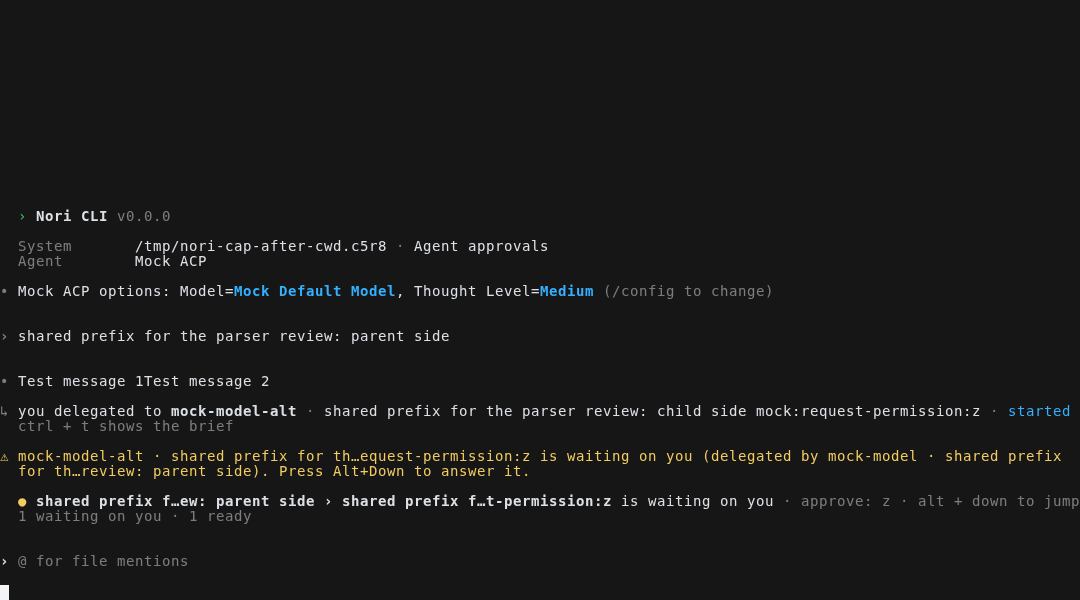 › Nori CLI v0.0.0
System /tmp/nori-cap-after-cwd.c5r8 · Agent approvals
Agent Mock ACP
• Mock ACP options: Model=Mock Default Model, Thought Level=Medium (/config to change)
› shared prefix for the parser review: parent side
• Test message 1Test message 2
↳ you delegated to mock-model-alt · shared prefix for the parser review: child side mock:request-permission:z · started
ctrl + t shows the brief
⚠ mock-model-alt · shared prefix for th…equest-permission:z is waiting on you (delegated by mock-model · shared prefix
for th…review: parent side). Press Alt+Down to answer it.
● shared prefix f…ew: parent side › shared prefix f…t-permission:z is waiting on you · approve: z · alt + down to jump
1 waiting on you · 1 ready
› @ for file mentions